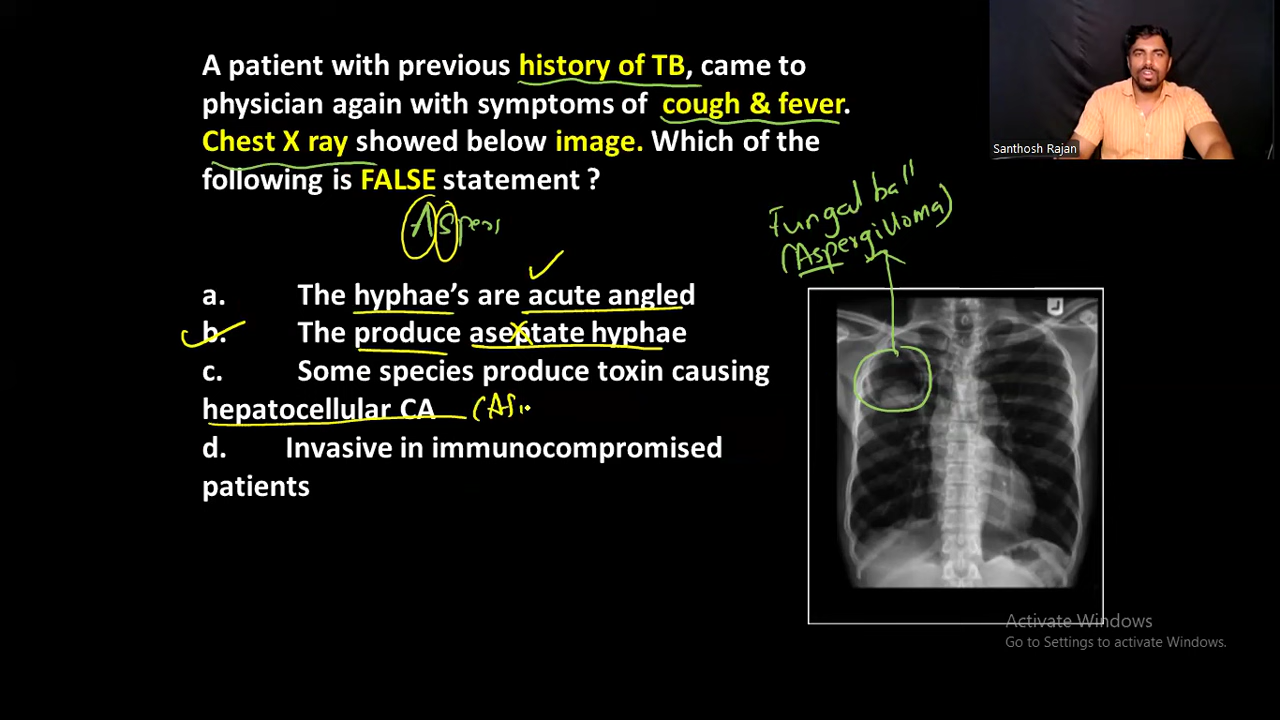 A patient with previous history of TB, came to
physician again with symptoms of cough & fever.
Chest X ray showed below image. Which of the
following is FALSE statement ?
Santhosh Rajan
Fungal ball
(Aspergilloma)
a. The hyphae's are acute angled
b. The produce aseptate hyphae
c. Some species produce toxin causing
hepatocellular CA
d. Invasive in immunocompromised
patients
Activate Windows
Go to Settings to activate Windows.